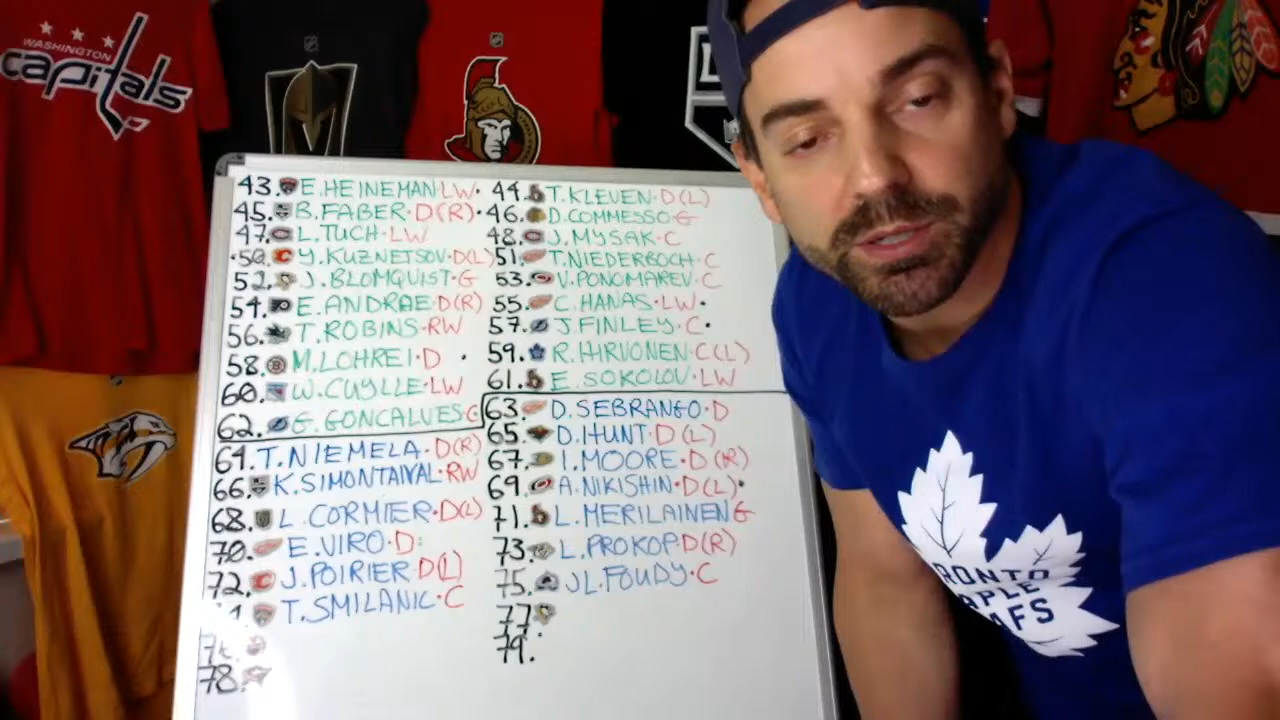 WASHINGTON
capitals
43. E. HEINEMAN LW. 44. T. KLEVEN. D(L)
45. B. FABER. D(R). 46. D. COMMESSO. G
47. L. TUCH-LW 48. J. MYSAK. C
.50. Y. KUZNETSOV. D(L) 51. T. NIEDERBOCH. C
52. J. BLOMQUIST. G 53. V. PONOMAREV. C
54. E. ANDRAE. D(R) 55. C. HANAS. LW.
56. T. ROBINS. RW 57. J. FINLEY. C.
58. M. LOHREI. D . 59. R. HIRVONEN. C(L)
60. W. CUYLLE. LW 61. E. SOKOLOV. LW
62. G. GONCALVES C 63. D. SEBRANGO. D
64. T. NIEMELA. D(R) 65. D. HUNT. D(L)
66. K. SIMONTAIVAL. RW 67. I. MOORE. D(R)
68. L. CORMIER. D(L) 69. A. NIKISHIN. D(L).
70. E. VIRO. D. 71. L. MERILAINEN G
72. J. POIRIER D(L) 73. L. PROKOP. D(R)
T. SMILANIC. C 75. JL. FOUDY. C
77.
78. 79.
TORONTO
MAPLE
LEAFS